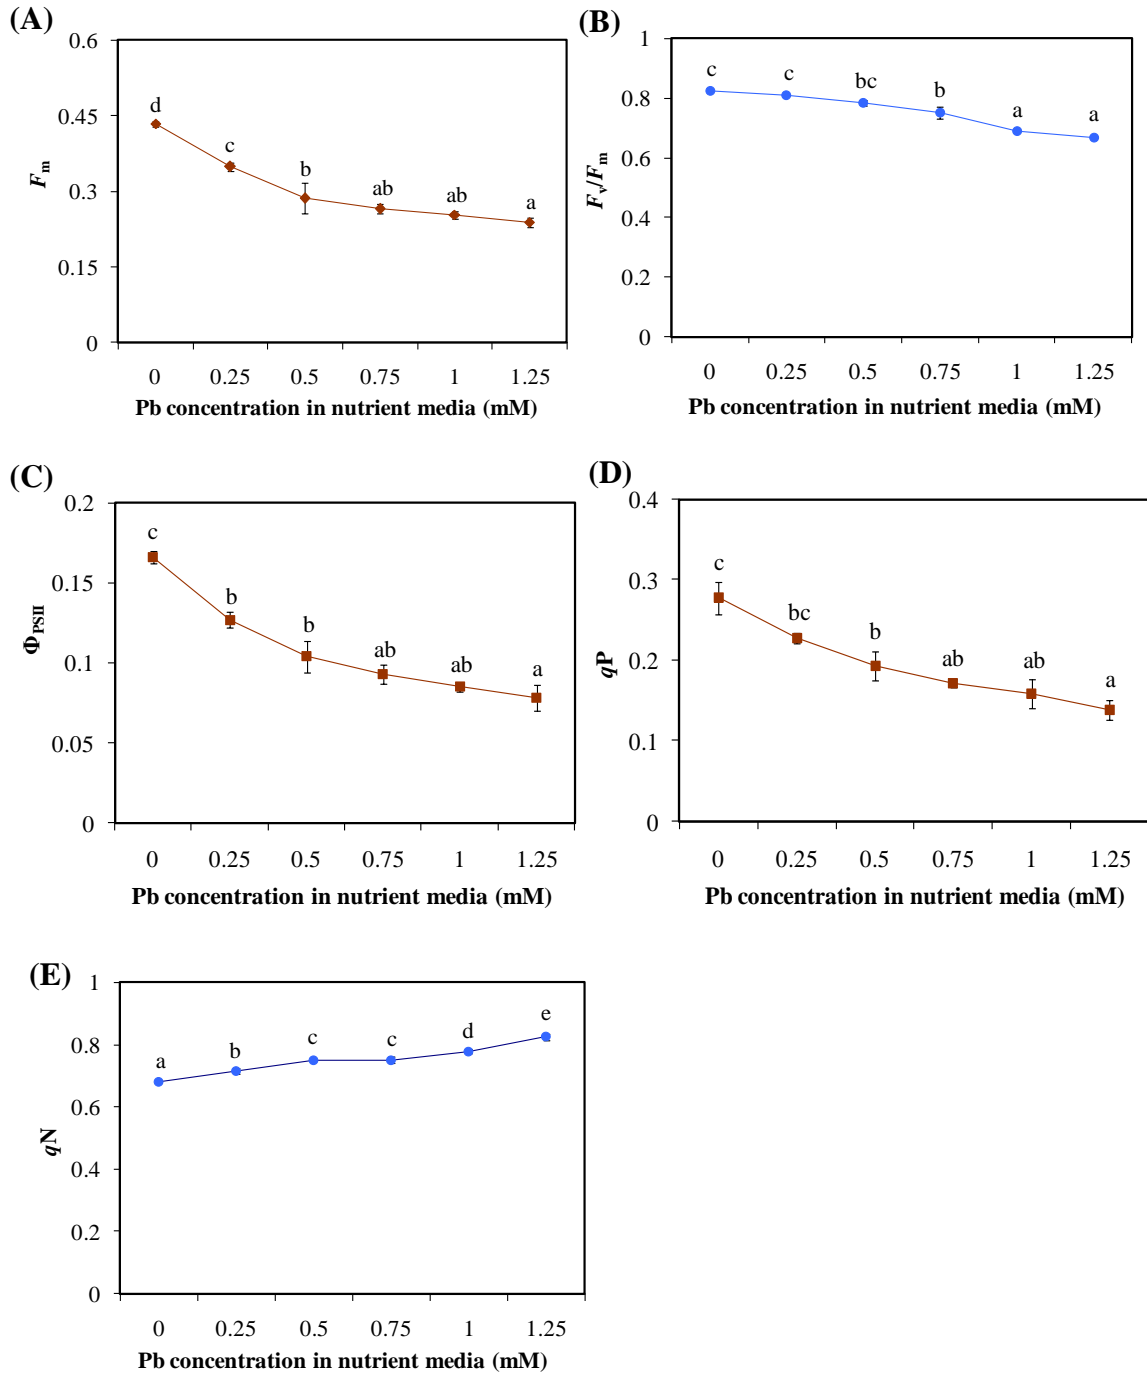 (A)
0.6
0.45
0.3
0.15
0
F_m
d
c
b
ab
ab
a
0 0.25 0.5 0.75 1 1.25
Pb concentration in nutrient media (mM)
(B)
1
0.8
0.6
0.4
0.2
0
F_v/F_m
c
c
bc
b
a
a
0 0.25 0.5 0.75 1 1.25
Pb concentration in nutrient media (mM)
(C)
0.2
0.15
0.1
0.05
0
Φ_PSII
c
b
b
ab
ab
a
0 0.25 0.5 0.75 1 1.25
Pb concentration in nutrient media (mM)
(D)
0.4
0.3
0.2
0.1
0
qP
c
bc
b
ab
ab
a
0 0.25 0.5 0.75 1 1.25
Pb concentration in nutrient media (mM)
(E)
1
0.8
0.6
0.4
0.2
0
qN
a
b
c
c
d
e
0 0.25 0.5 0.75 1 1.25
Pb concentration in nutrient media (mM)